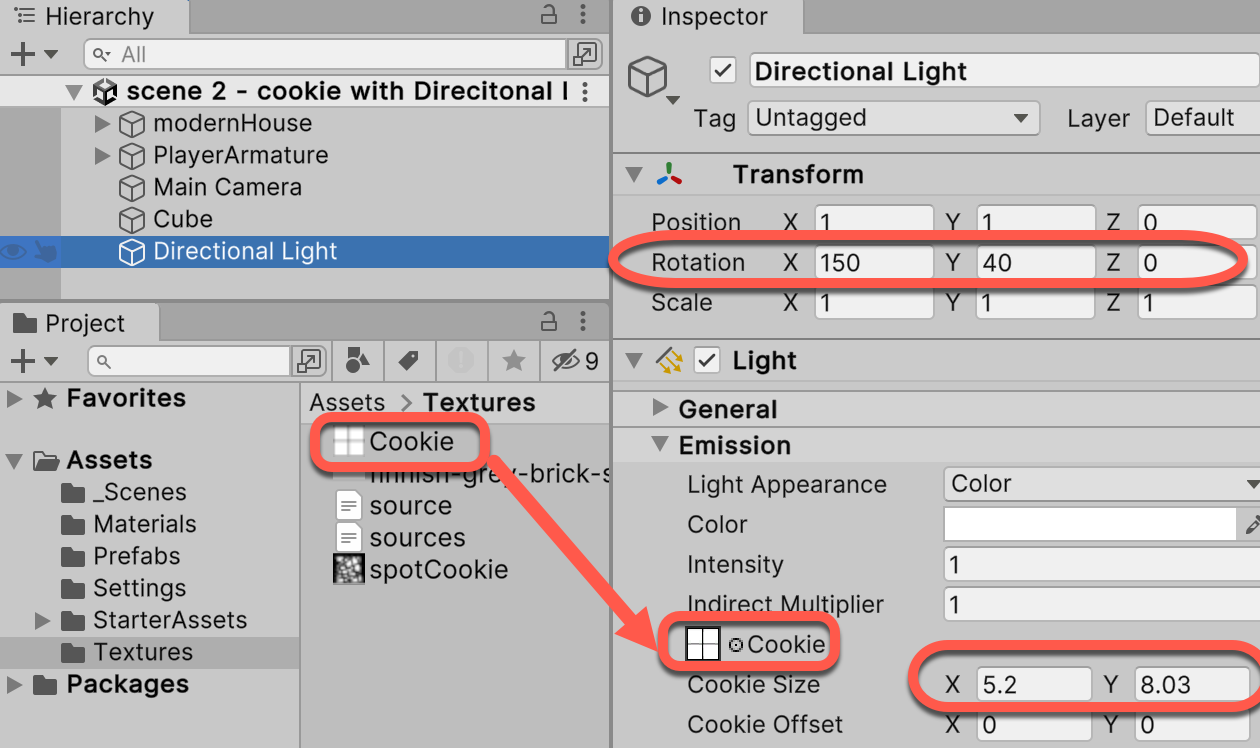 Hierarchy
All
scene 2 - cookie with Direcitonal l
modernHouse
PlayerArmature
Main Camera
Cube
Directional Light
Project
9
Favorites
Assets
_Scenes
Materials
Prefabs
Settings
StarterAssets
Textures
Packages
Assets > Textures
Cookie
finnish-grey-brick-s
source
sources
spotCookie
Inspector
Directional Light
Tag Untagged Layer Default
Transform
Position X 1 Y 1 Z 0
Rotation X 150 Y 40 Z 0
Scale X 1 Y 1 Z 1
Light
General
Emission
Light Appearance Color
Color
Intensity 1
Indirect Multiplier 1
Cookie
Cookie Size X 5.2 Y 8.03
Cookie Offset X 0 Y 0